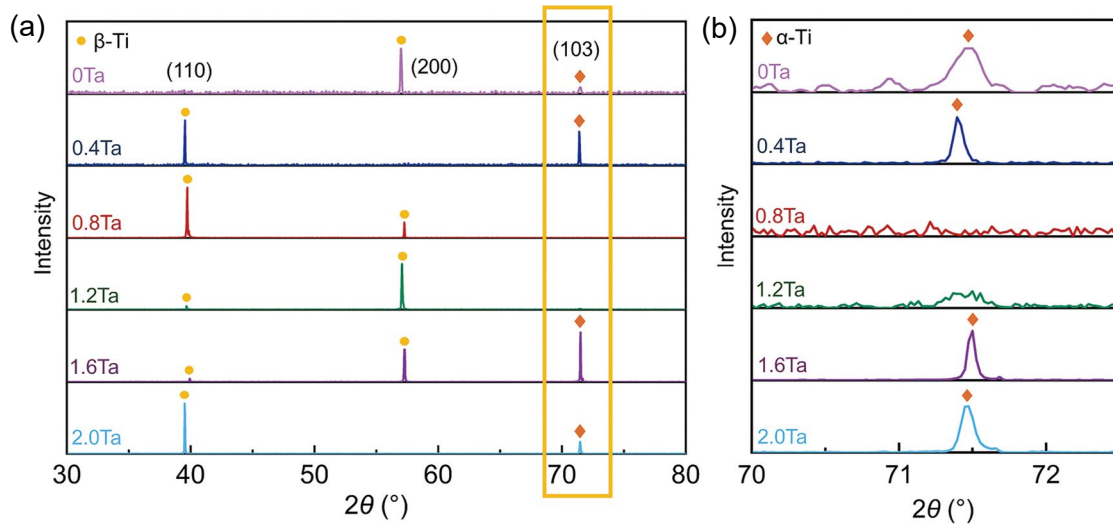 (a)
β-Ti
(110)
(200)
(103)
0Ta
0.4Ta
0.8Ta
1.2Ta
1.6Ta
2.0Ta
Intensity
30 40 50 60 70 80
2θ (°)
(b)
α-Ti
0Ta
0.4Ta
0.8Ta
1.2Ta
1.6Ta
2.0Ta
Intensity
70 71 72
2θ (°)